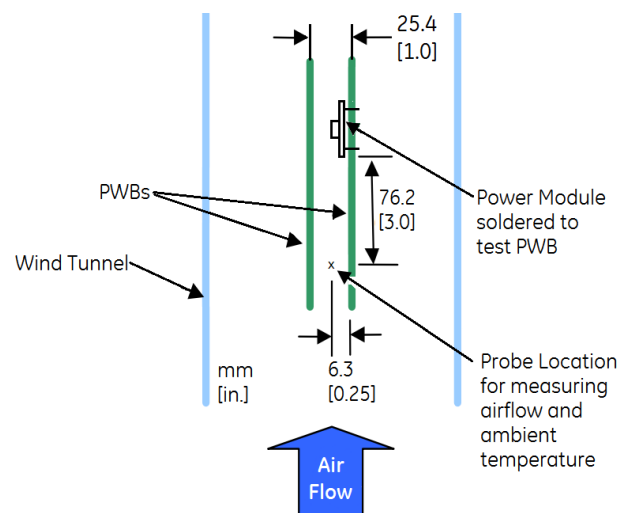 25.4
[1.0]
PWBs
76.2
[3.0]
Power Module
soldered to
test PWB
Wind Tunnel
x
mm
[in.]
6.3
[0.25]
Probe Location
for measuring
airflow and
ambient
temperature
Air
Flow